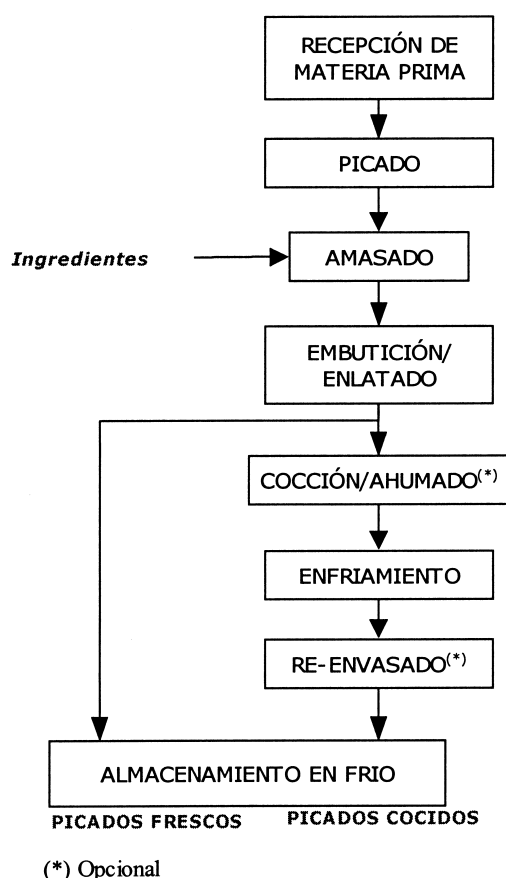 RECEPCIÓN DE
MATERIA PRIMA
PICADO
Ingredientes
AMASADO
EMBUTICIÓN/
ENLATADO
COCCIÓN/AHUMADO(*)
ENFRIAMIENTO
RE-ENVASADO(*)
ALMACENAMIENTO EN FRIO
PICADOS FRESCOS
PICADOS COCIDOS
(*) Opcional